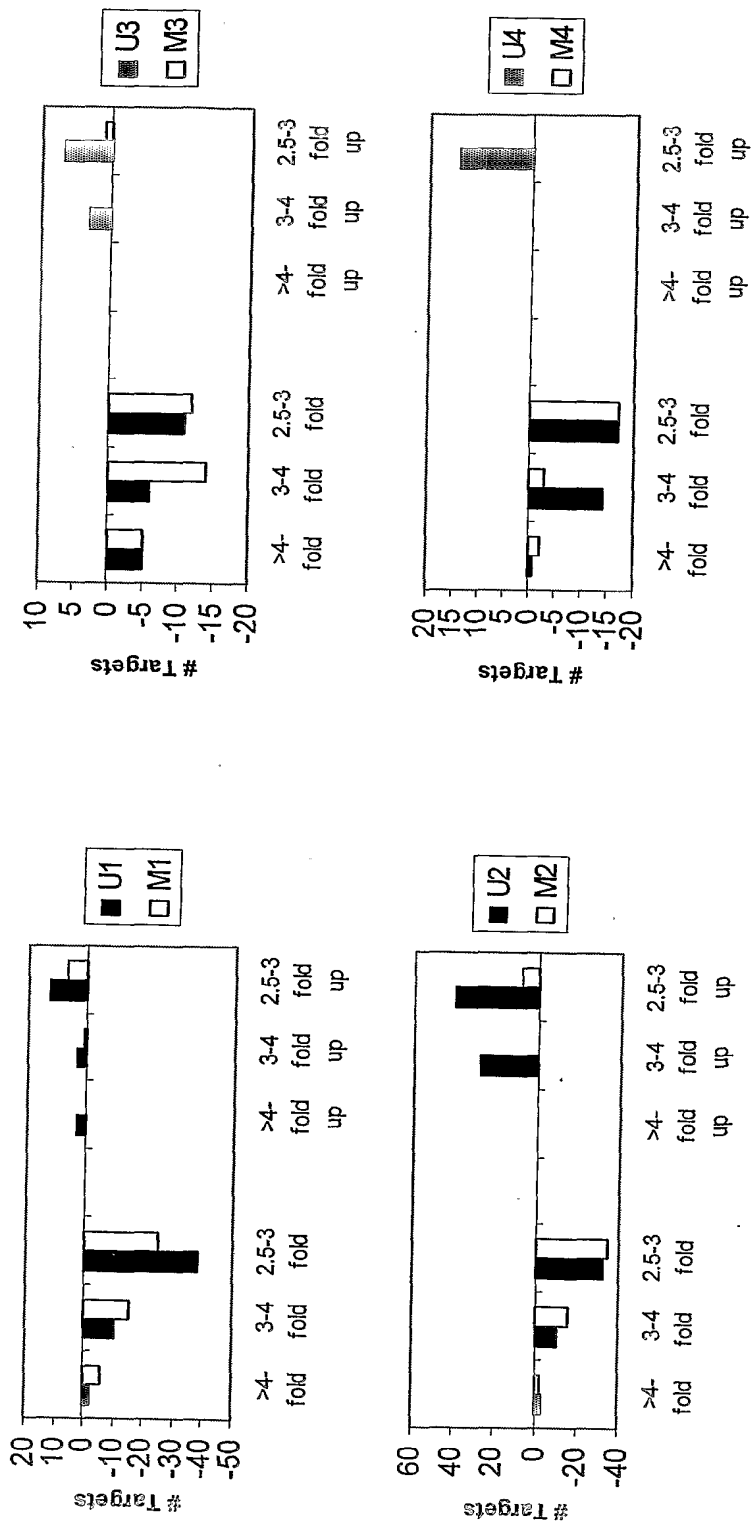 20
10
0
-10
-20
-30
-40
-50
# Targets
>4- 3-4 2.5-3 >4- 3-4 2.5-3
fold fold fold fold fold fold
up up up
U1
M1
10
5
0
-5
-10
-15
-20
# Targets
>4- 3-4 2.5-3 >4- 3-4 2.5-3
fold fold fold fold fold fold
up up up
U3
M3
60
40
20
0
-20
-40
# Targets
>4- 3-4 2.5-3 >4- 3-4 2.5-3
fold fold fold fold fold fold
up up up
U2
M2
20
15
10
5
0
-5
-10
-15
-20
# Targets
>4- 3-4 2.5-3 >4- 3-4 2.5-3
fold fold fold fold fold fold
up up up
U4
M4